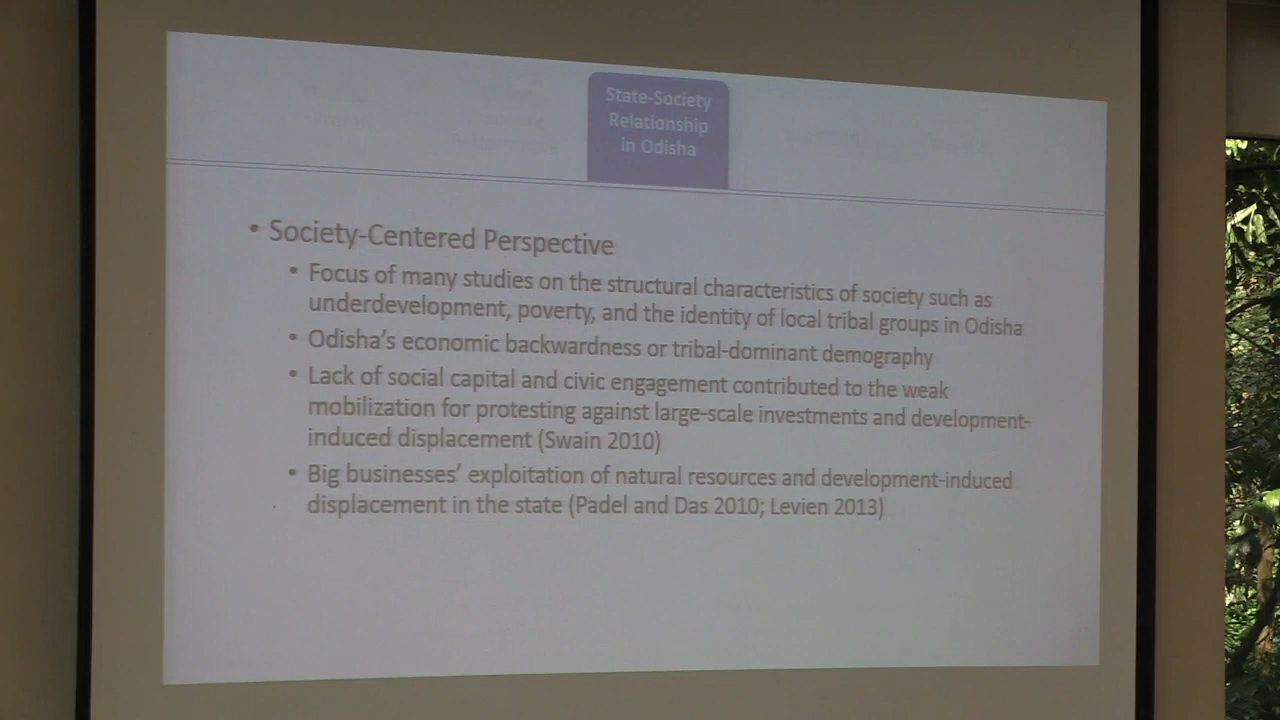 State-Society
Relationship
in Odisha
• Society-Centered Perspective
• Focus of many studies on the structural characteristics of society such as
underdevelopment, poverty, and the identity of local tribal groups in Odisha
• Odisha's economic backwardness or tribal-dominant demography
• Lack of social capital and civic engagement contributed to the weak
mobilization for protesting against large-scale investments and development-
induced displacement (Swain 2010)
• Big businesses' exploitation of natural resources and development-induced
displacement in the state (Padel and Das 2010; Levien 2013)